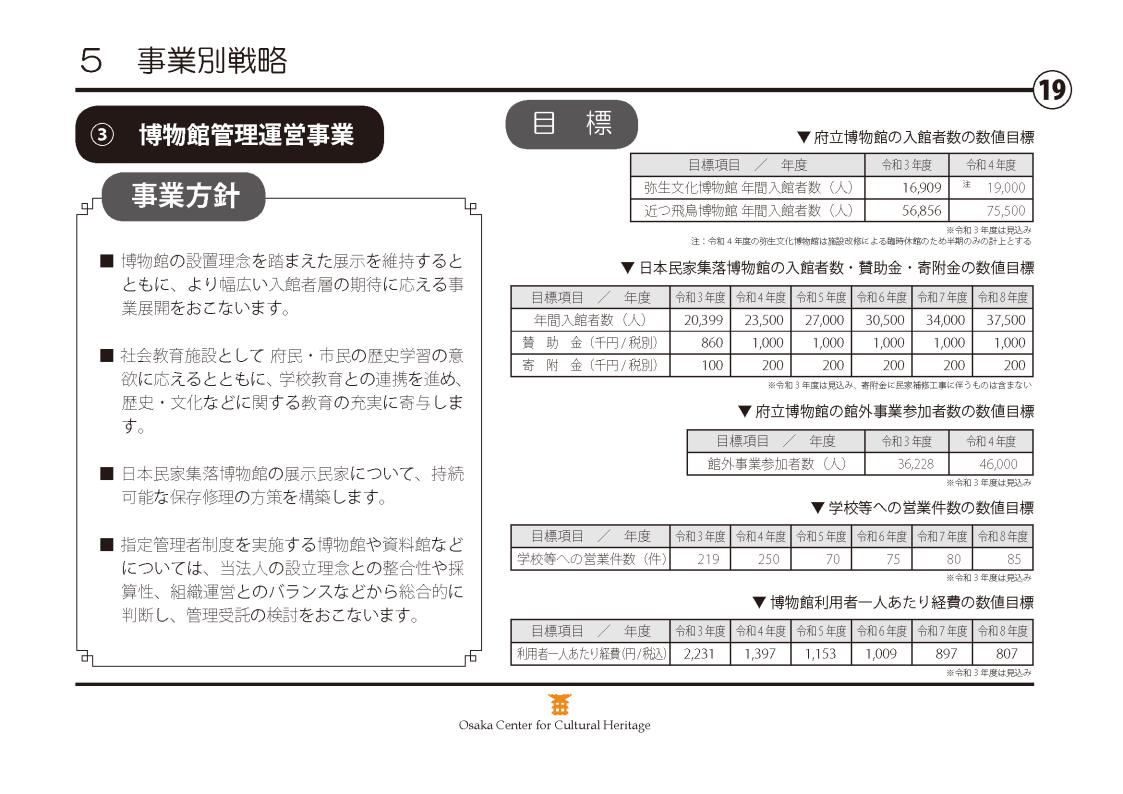 ５　事業別戦略
19
③　博物館管理運営事業
事業方針
■ 博物館の設置理念を踏まえた展示を維持すると
ともに、より幅広い入館者層の期待に応える事
業展開をおこないます。
■ 社会教育施設として 府民・市民の歴史学習の意
欲に応えるとともに、学校教育との連携を進め、
歴史・文化などに関する教育の充実に寄与しま
す。
■ 日本民家集落博物館の展示民家について、持続
可能な保存修理の方策を構築します。
■ 指定管理者制度を実施する博物館や資料館など
については、当法人の設立理念との整合性や採
算性、組織運営とのバランスなどから総合的に
判断し、管理受託の検討をおこないます。
目　標
▼ 府立博物館の入館者数の数値目標
目標項目　／　年度 令和3年度 令和4年度
弥生文化博物館 年間入館者数（人） 16,909 注 19,000
近つ飛鳥博物館 年間入館者数（人） 56,856 75,500
※令和3年度は見込み
注：令和4年度の弥生文化博物館は施設改修による臨時休館のため半期のみの計上とする
▼ 日本民家集落博物館の入館者数・賛助金・寄附金の数値目標
目標項目　／　年度 令和3年度 令和4年度 令和5年度 令和6年度 令和7年度 令和8年度
年間入館者数（人） 20,399 23,500 27,000 30,500 34,000 37,500
賛　助　金（千円/税別） 860 1,000 1,000 1,000 1,000 1,000
寄　附　金（千円/税別） 100 200 200 200 200 200
※令和3年度は見込み、寄附金に民家補修工事に伴うものは含まない
▼ 府立博物館の館外事業参加者数の数値目標
目標項目　／　年度 令和3年度 令和4年度
館外事業参加者数（人） 36,228 46,000
※令和3年度は見込み
▼ 学校等への営業件数の数値目標
目標項目　／　年度 令和3年度 令和4年度 令和5年度 令和6年度 令和7年度 令和8年度
学校等への営業件数（件） 219 250 70 75 80 85
※令和3年度は見込み
▼ 博物館利用者一人あたり経費の数値目標
目標項目　／　年度 令和3年度 令和4年度 令和5年度 令和6年度 令和7年度 令和8年度
利用者一人あたり経費(円/税込) 2,231 1,397 1,153 1,009 897 807
※令和3年度は見込み
Osaka Center for Cultural Heritage